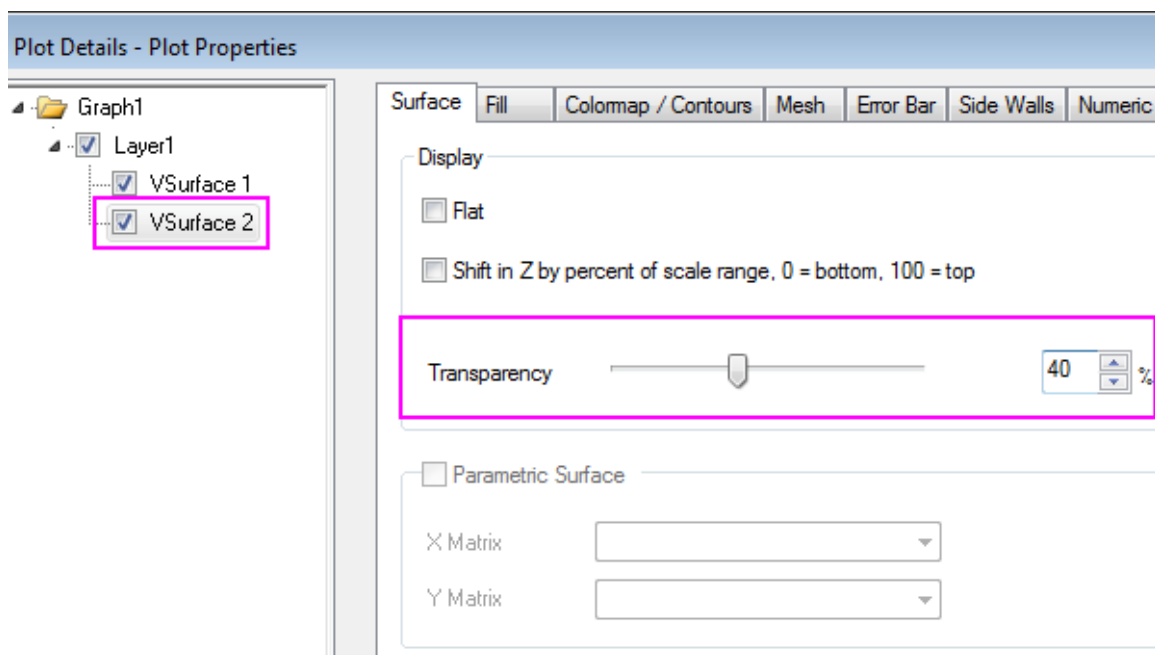 Plot Details - Plot Properties
Graph1
Layer1
VSurface 1
VSurface 2
Surface Fill Colormap / Contours Mesh Error Bar Side Walls Numeric
Display
Flat
Shift in Z by percent of scale range, 0 = bottom, 100 = top
Transparency 40 %
Parametric Surface
X Matrix
Y Matrix